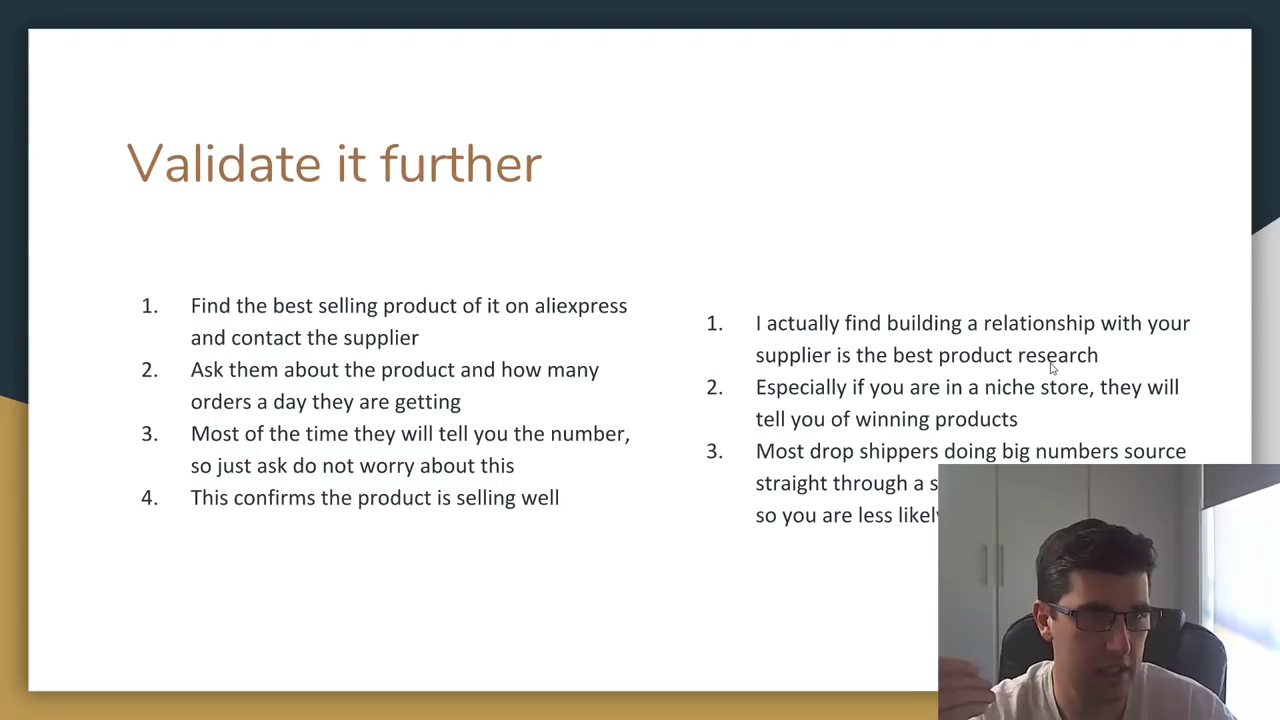 Validate it further
1. Find the best selling product of it on aliexpress
and contact the supplier
2. Ask them about the product and how many
orders a day they are getting
3. Most of the time they will tell you the number,
so just ask do not worry about this
4. This confirms the product is selling well
1. I actually find building a relationship with your
supplier is the best product research
2. Especially if you are in a niche store, they will
tell you of winning products
3. Most drop shippers doing big numbers source
straight through a
so you are less